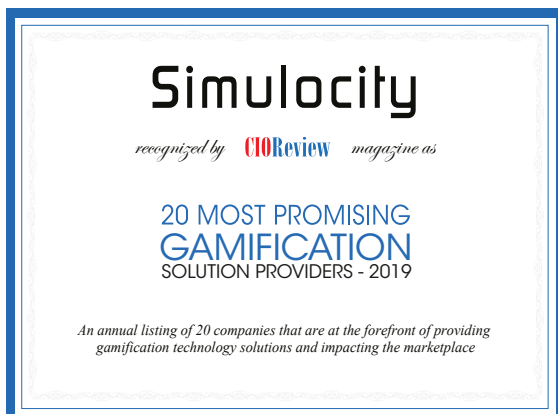 Simulocity
recognized by CIOReview magazine as
20 MOST PROMISING
GAMIFICATION
SOLUTION PROVIDERS - 2019
An annual listing of 20 companies that are at the forefront of providing
gamification technology solutions and impacting the marketplace